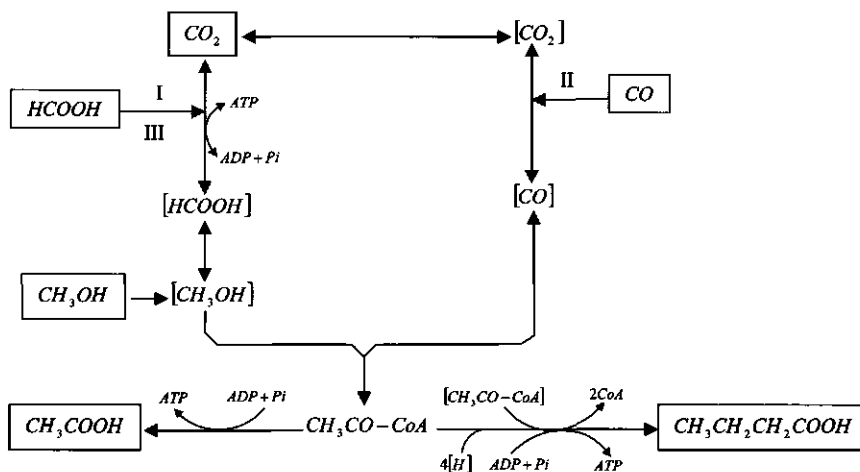 CO₂ [CO₂]
I II
HCOOH CO
III
ATP
ADP + Pi
[HCOOH] [CO]
CH₃OH [CH₃OH]
ATP ADP + Pi [CH₃CO − CoA] 2CoA
CH₃COOH CH₃CO − CoA CH₃CH₂CH₂COOH
4[H] ADP + Pi ATP